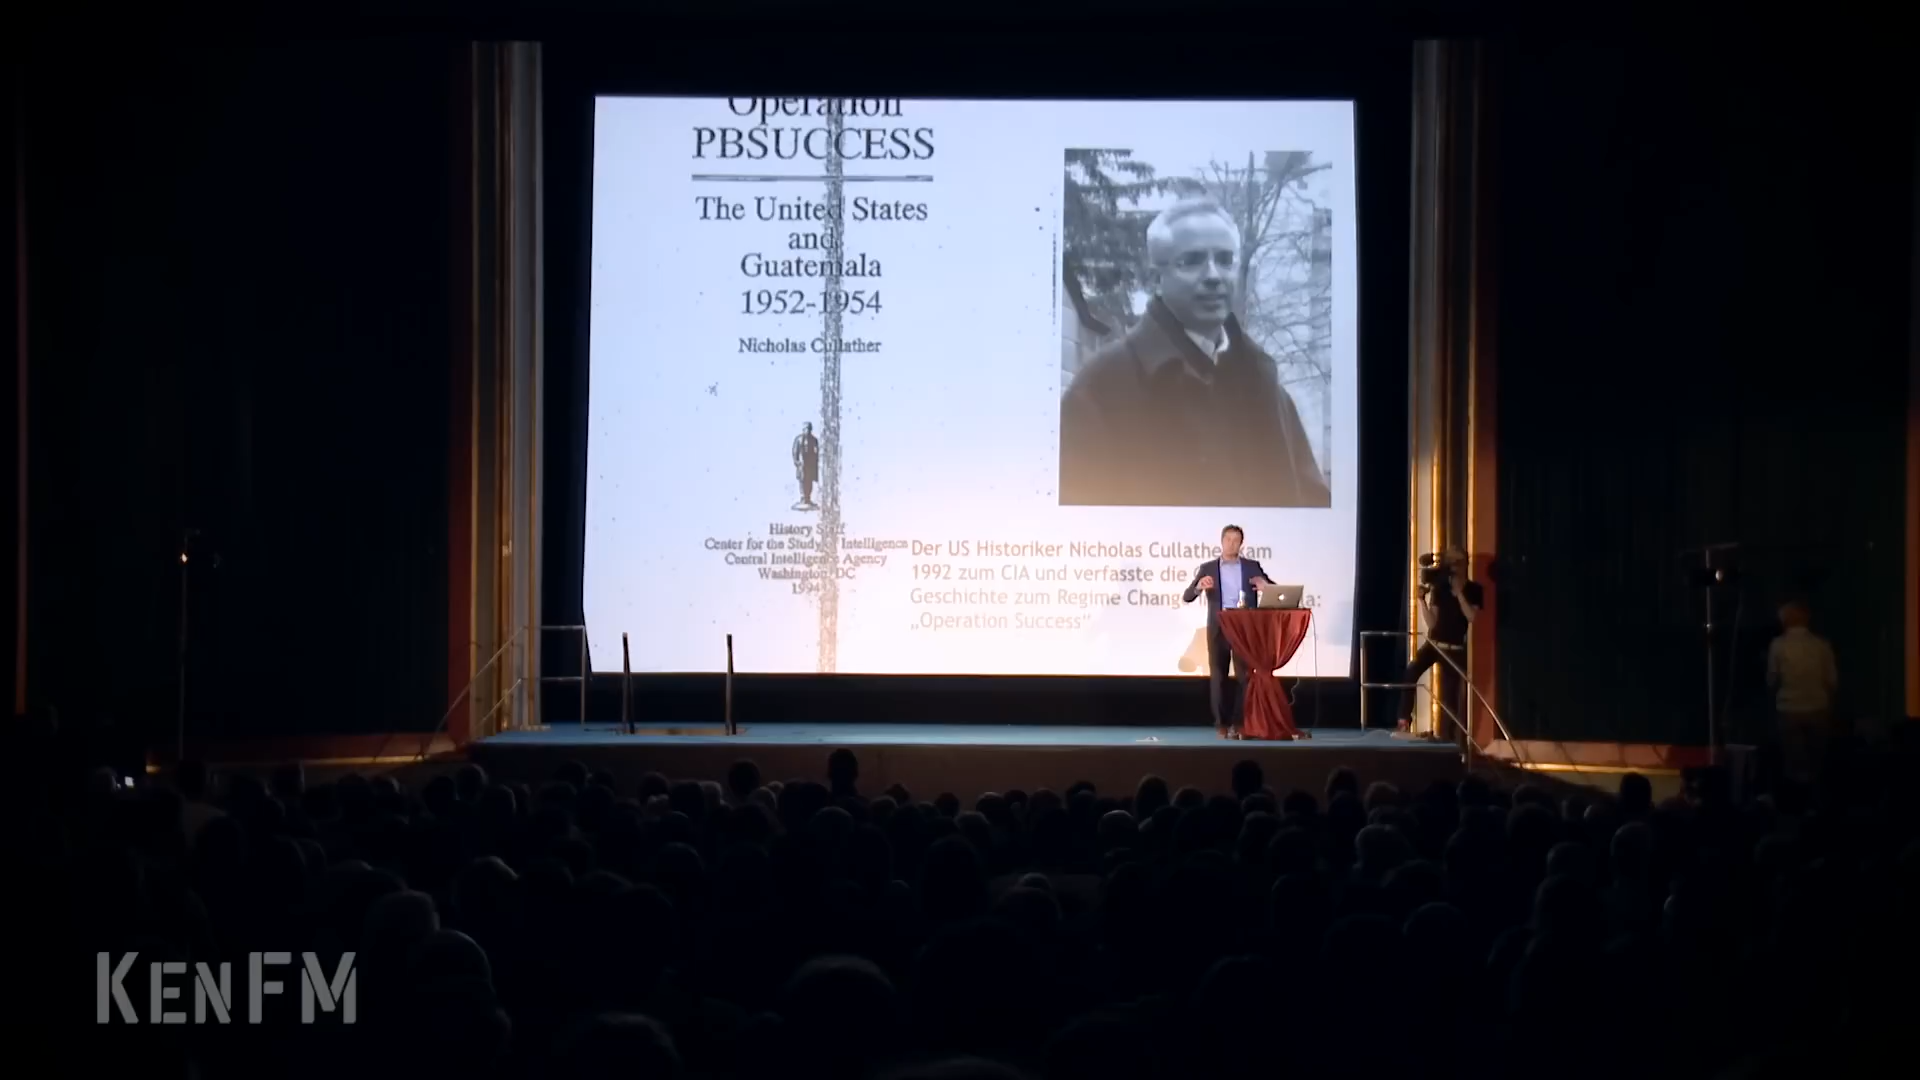 Operation
PBSUCCESS
The United States
and
Guatemala
1952-1954
Nicholas Cullather
History Staff
Center for the Study of Intelligence
Central Intelligence Agency
Washington, DC
1994
Der US Historiker Nicholas Cullather kam
1992 zum CIA und verfasste die
Geschichte zum Regime Change
„Operation Success“
KENFM